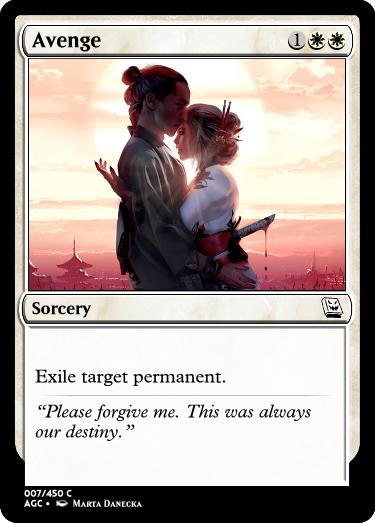 Avenge 1
Sorcery
Exile target permanent.
“Please forgive me. This was always
our destiny.”
007/450 C
AGC • Marta Danecka